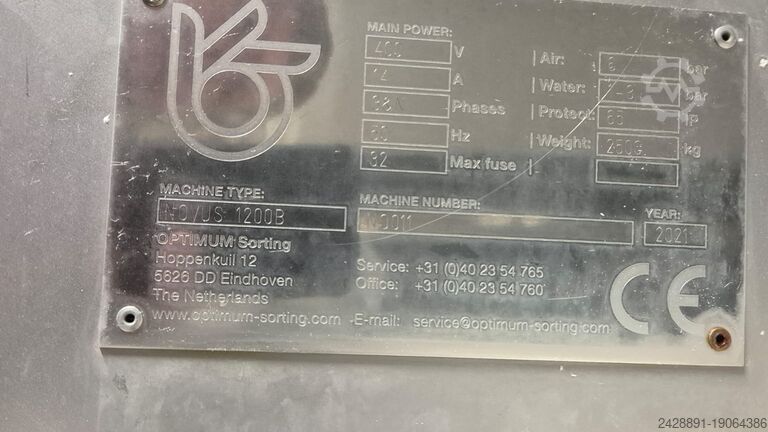 MAIN POWER:
400 V
14 A
Phases
Hz
32 Max fuse |
| Air: 6 bar
| Water: bar
| Protect: 65 IP
| Weight: kg
MACHINE TYPE:
1200B
MACHINE NUMBER:
YEAR:
2021
OPTIMUM Sorting
Hoppenkuil 12
5626 DD Eindhoven
The Netherlands
Service: +31 (0)40 23 54 765
Office: +31 (0)40 23 54 760
www.optimum-sorting.com E-mail: service@optimum-sorting.com
CE
2428891-19064386